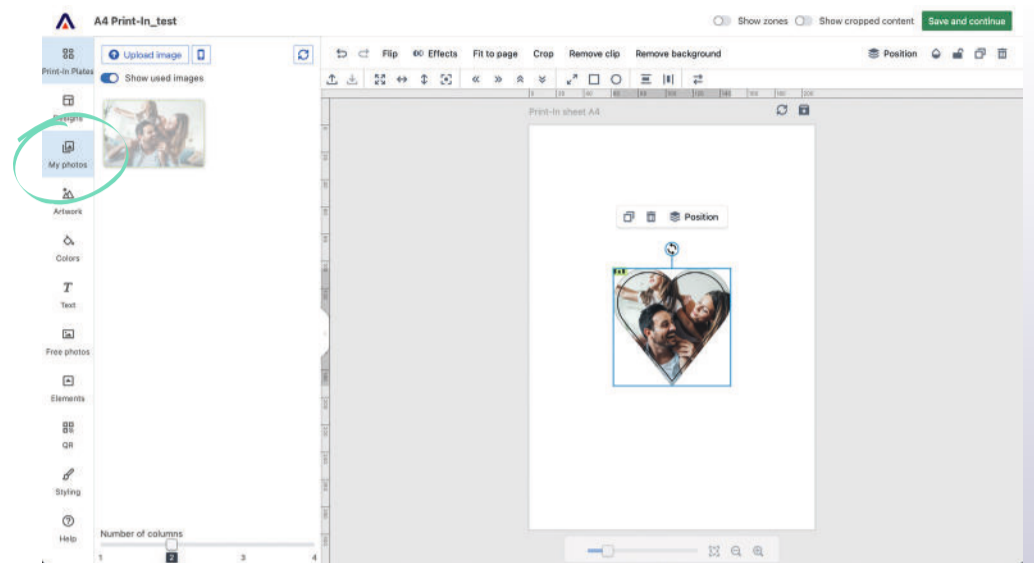 A4 Print-In_test
Show zones
Show cropped content
Save and continue
Print-In Plates
Designs
My photos
Artwork
Colors
Text
Free photos
Elements
QR
Styling
Help
Upload image
Show used images
Number of columns
1 2 3 4
Flip
Effects
Fit to page
Crop
Remove clip
Remove background
Position
Print-In sheet A4
Position